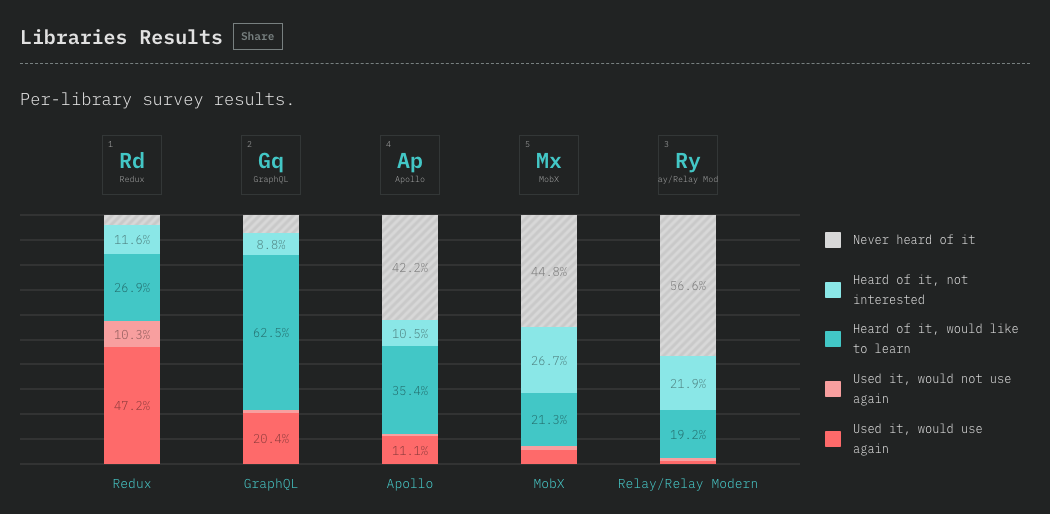 Libraries Results Share
Per-library survey results.
1
Rd
Redux
2
Gq
GraphQL
4
Ap
Apollo
5
Mx
MobX
3
Ry
ay/Relay Mod
11.6%
26.9%
10.3%
47.2%
8.8%
62.5%
20.4%
42.2%
10.5%
35.4%
11.1%
44.8%
26.7%
21.3%
56.6%
21.9%
19.2%
Redux
GraphQL
Apollo
MobX
Relay/Relay Modern
Never heard of it
Heard of it, not
interested
Heard of it, would like
to learn
Used it, would not use
again
Used it, would use
again